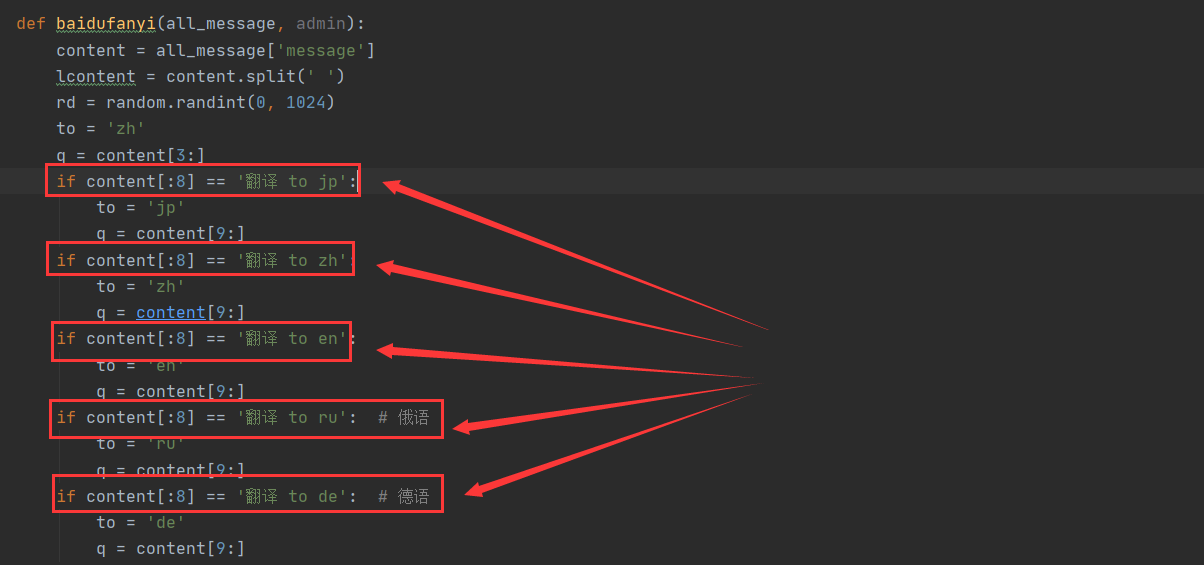 def baidufanyi(all_message, admin):
    content = all_message['message']
    lcontent = content.split(' ')
    rd = random.randint(0, 1024)
    to = 'zh'
    q = content[3:]
    if content[:8] == '翻译 to jp':
        to = 'jp'
        q = content[9:]
    if content[:8] == '翻译 to zh':
        to = 'zh'
        q = content[9:]
    if content[:8] == '翻译 to en':
        to = 'en'
        q = content[9:]
    if content[:8] == '翻译 to ru':  # 俄语
        to = 'ru'
        q = content[9:]
    if content[:8] == '翻译 to de':  # 德语
        to = 'de'
        q = content[9:]